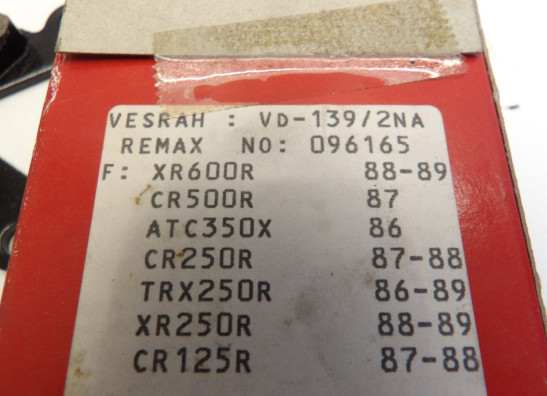 VESRAH : VD-139/2NA
REMAX NO: 096165
F: XR600R 88-89
CR500R 87
ATC350X 86
CR250R 87-88
TRX250R 86-89
XR250R 88-89
CR125R 87-88